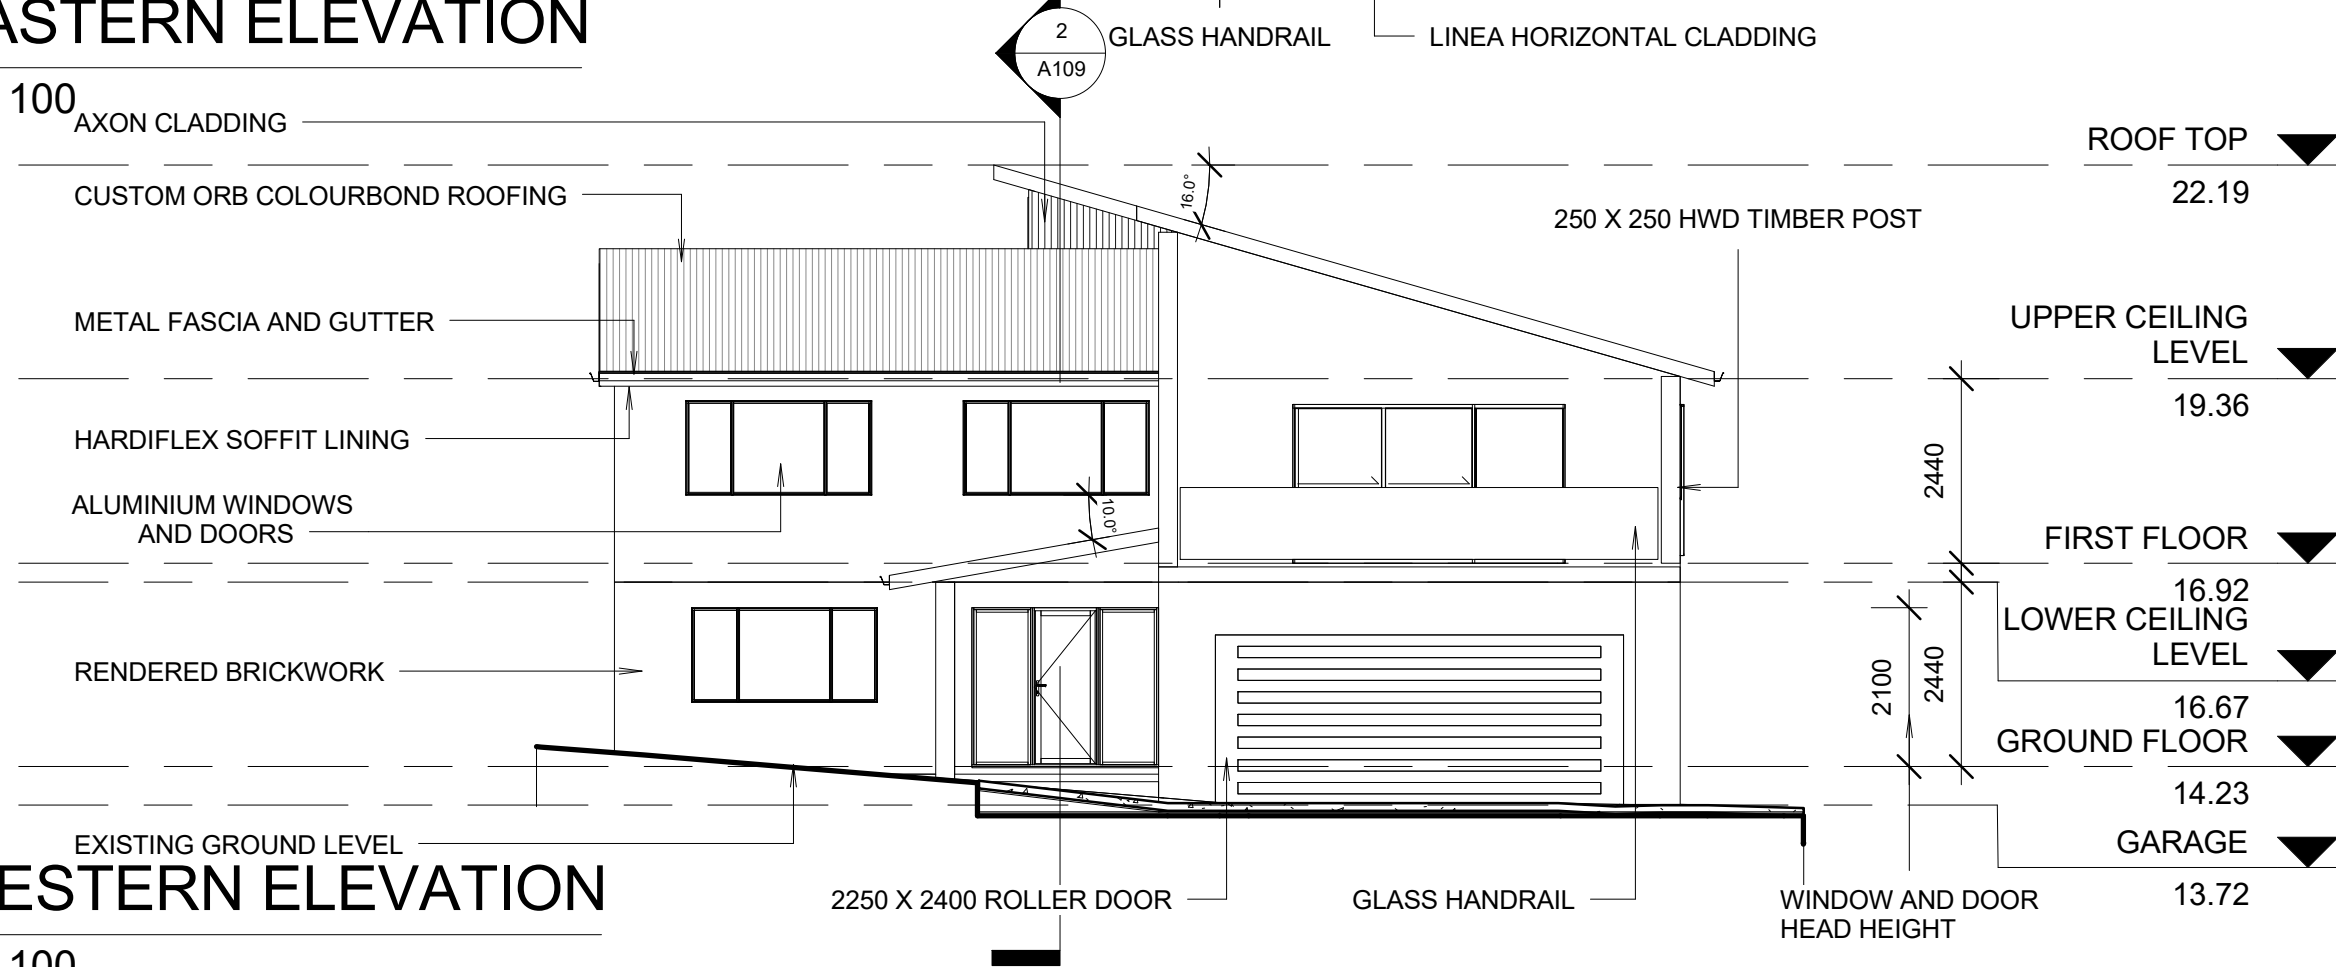 ASTERN ELEVATION
100
2
A109
GLASS HANDRAIL
LINEA HORIZONTAL CLADDING
AXON CLADDING
CUSTOM ORB COLOURBOND ROOFING
METAL FASCIA AND GUTTER
HARDIFLEX SOFFIT LINING
ALUMINIUM WINDOWS
AND DOORS
RENDERED BRICKWORK
EXISTING GROUND LEVEL
16.0°
10.0°
250 X 250 HWD TIMBER POST
ROOF TOP
22.19
UPPER CEILING
LEVEL
19.36
2440
FIRST FLOOR
16.92
LOWER CEILING
LEVEL
16.67
2100
2440
GROUND FLOOR
14.23
GARAGE
13.72
2250 X 2400 ROLLER DOOR
GLASS HANDRAIL
WINDOW AND DOOR
HEAD HEIGHT
ESTERN ELEVATION
100